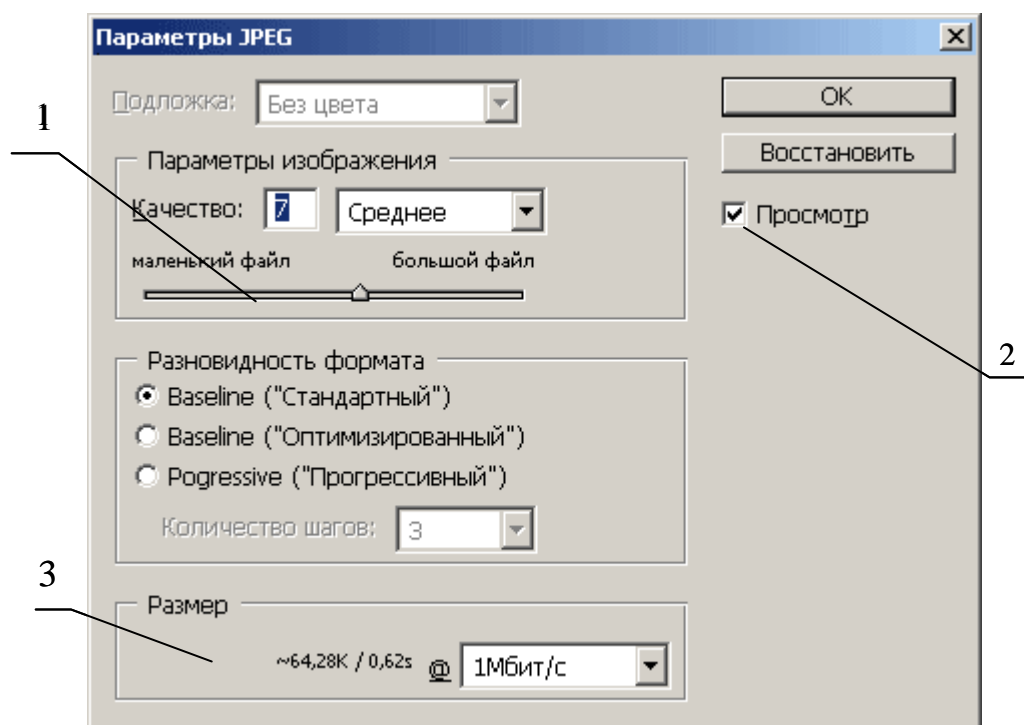 Параметры JPEG
Подложка: Без цвета
OK
1
Восстановить
Параметры изображения
Качество: 7 Среднее
Просмотр
маленький файл большой файл
2
Разновидность формата
Baseline ("Стандартный")
Baseline ("Оптимизированный")
Pogressive ("Прогрессивный")
Количество шагов: 3
3
Размер
~64,28K / 0,62s @ 1Мбит/с